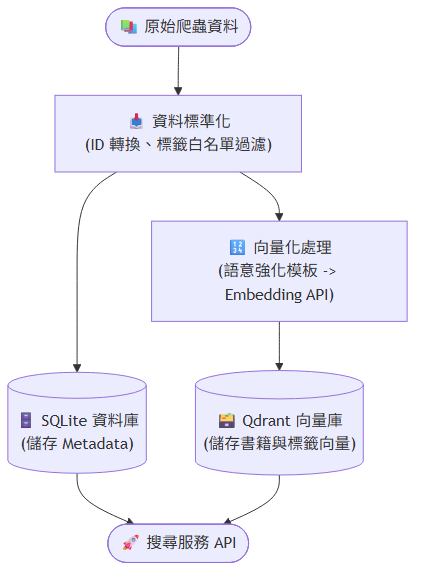 📚 原始爬蟲資料
📥 資料標準化
(ID 轉換、標籤白名單過濾)
🔢 向量化處理
(語意強化模板 ->
Embedding API)
🗄️ SQLite 資料庫
(儲存 Metadata)
🗃️ Qdrant 向量庫
(儲存書籍與標籤向量)
🚀 搜尋服務 API